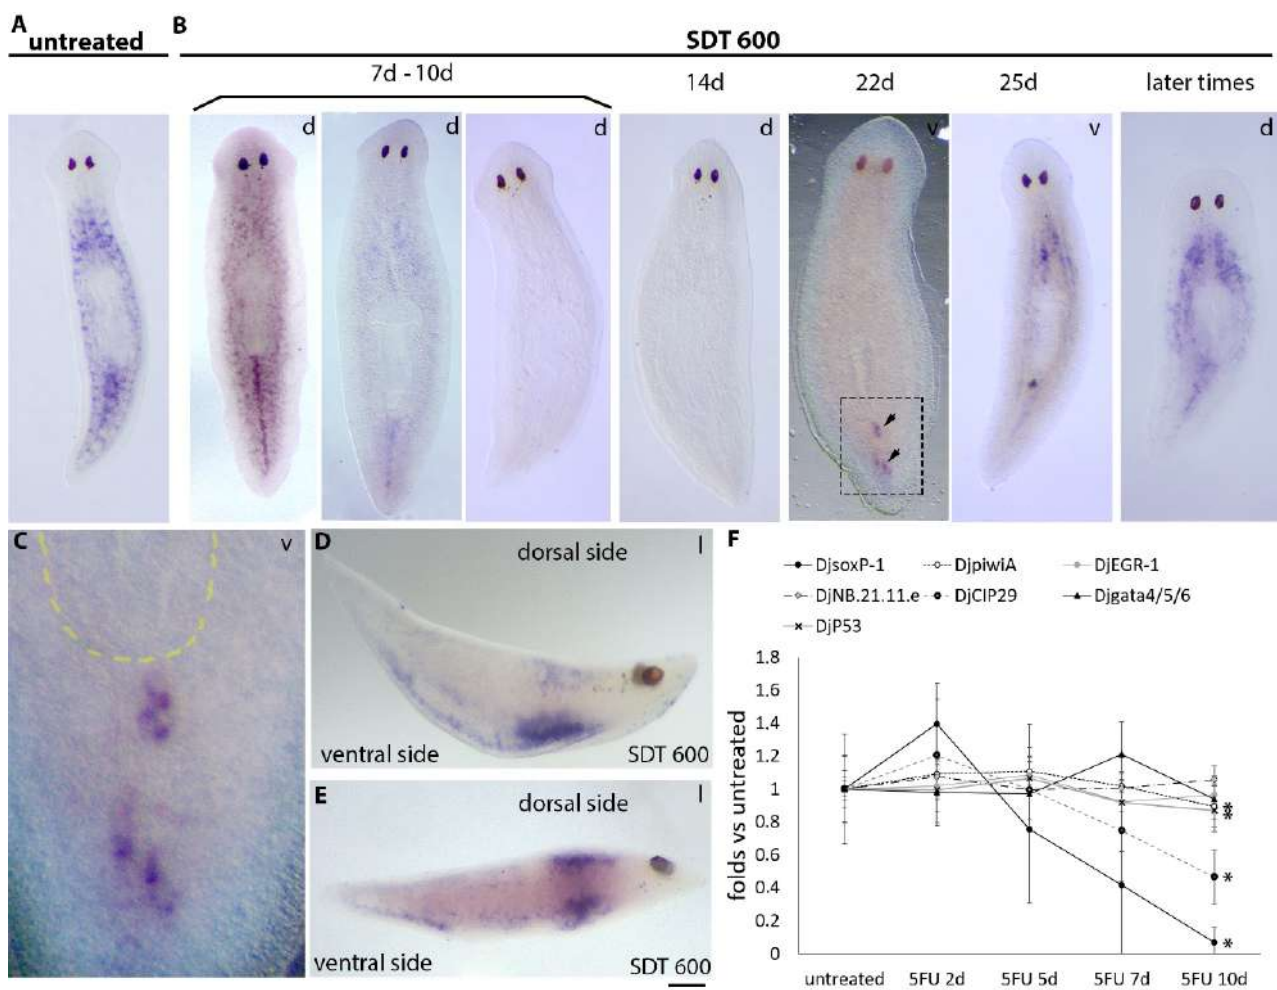 A
untreated
B
SDT 600
7d - 10d
14d
22d
25d
later times
d
d
d
d
v
v
d
C
v
D
dorsal side
l
ventral side
SDT 600
E
dorsal side
l
ventral side
SDT 600
F
DjsoxP-1
DjpiwiA
DjEGR-1
DjNB.21.11.e
DjCIP29
Djgata4/5/6
DjP53
folds vs untreated
1.8
1.6
1.4
1.2
1
0.8
0.6
0.4
0.2
0
*
*
*
*
untreated
5FU 2d
5FU 5d
5FU 7d
5FU 10d